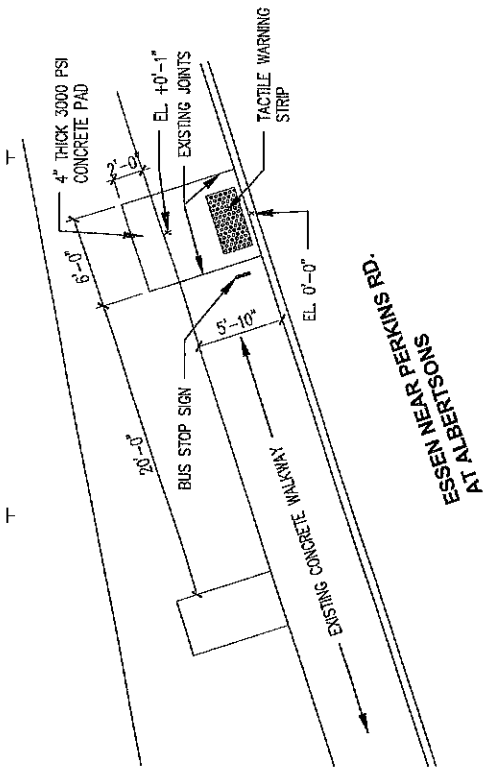 4" THICK 3000 PSI
CONCRETE PAD
2'-0"
6'-0"
EL. +0'-1"
EXISTING JOINTS
TACTILE WARNING
STRIP
20'-0"
BUS STOP SIGN
5'-10"
EL. 0'-0"
EXISTING CONCRETE WALKWAY
ESSEN NEAR PERKINS RD.
AT ALBERTSONS